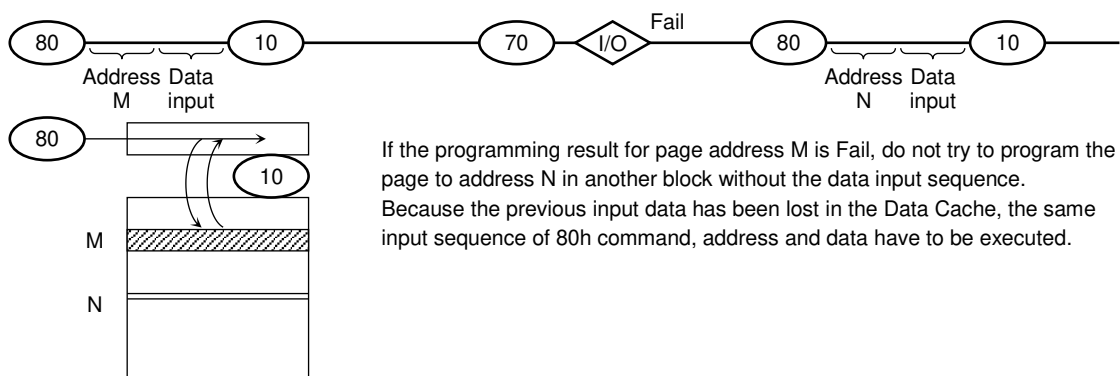 Fail
80 10 70 I/O 80 10
Address Data Address Data
M input N input
80
If the programming result for page address M is Fail, do not try to program the
10
page to address N in another block without the data input sequence.
Because the previous input data has been lost in the Data Cache, the same
M
input sequence of 80h command, address and data have to be executed.
N